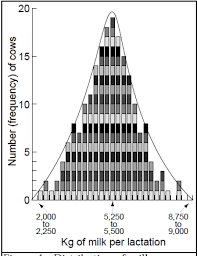 20
15
10
5
0
Number (frequency) of cows
2,000 to 2,250
5,250 to 5,500
8,750 to 9,000
Kg of milk per lactation